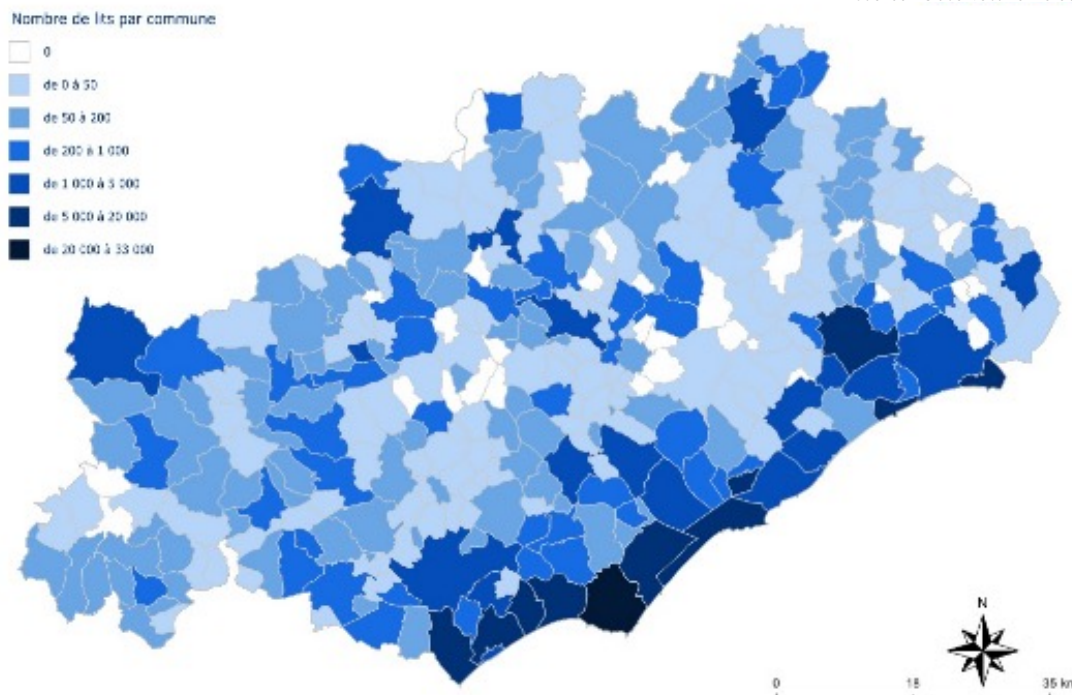 Nombre de lits par commune
0
de 0 à 50
de 50 à 200
de 200 à 1 000
de 1 000 à 5 000
de 5 000 à 20 000
de 20 000 à 33 000
N
0 18 35 km